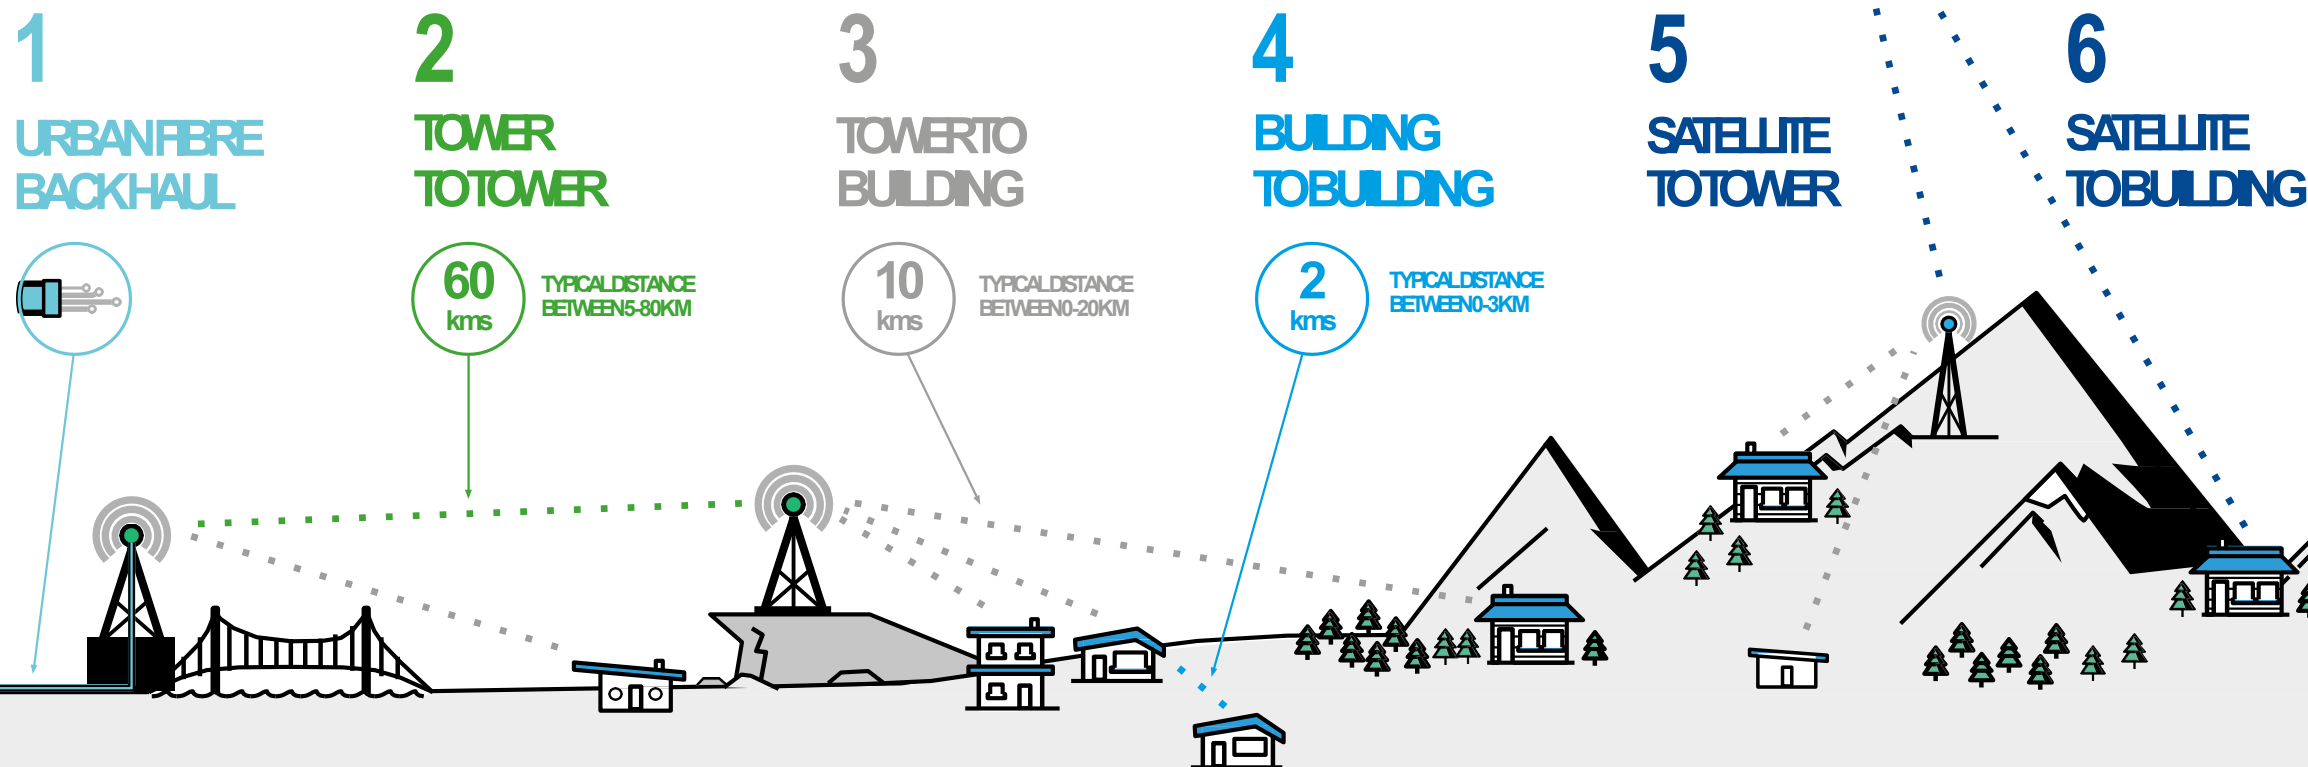 1
URBAN FIBRE
BACKHAUL
2
TOWER
TO TOWER
60
kms
TYPICAL DISTANCE
BETWEEN 5-80KM
3
TOWER TO
BUILDING
10
kms
TYPICAL DISTANCE
BETWEEN 0-20KM
4
BUILDING
TO BUILDING
2
kms
TYPICAL DISTANCE
BETWEEN 0-3KM
5
SATELLITE
TO TOWER
6
SATELLITE
TO BUILDING